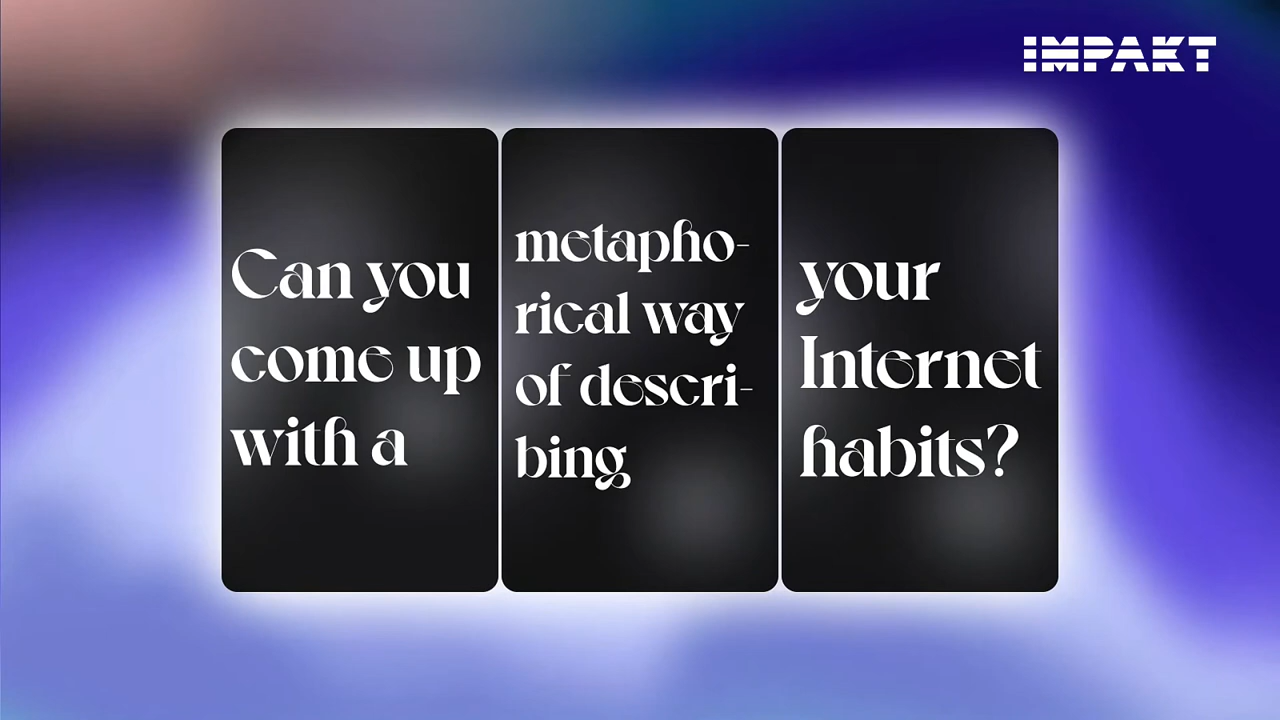 IMPAKT
Can you
come up
with a
metapho-
rical way
of descri-
bing
your
Internet
habits?